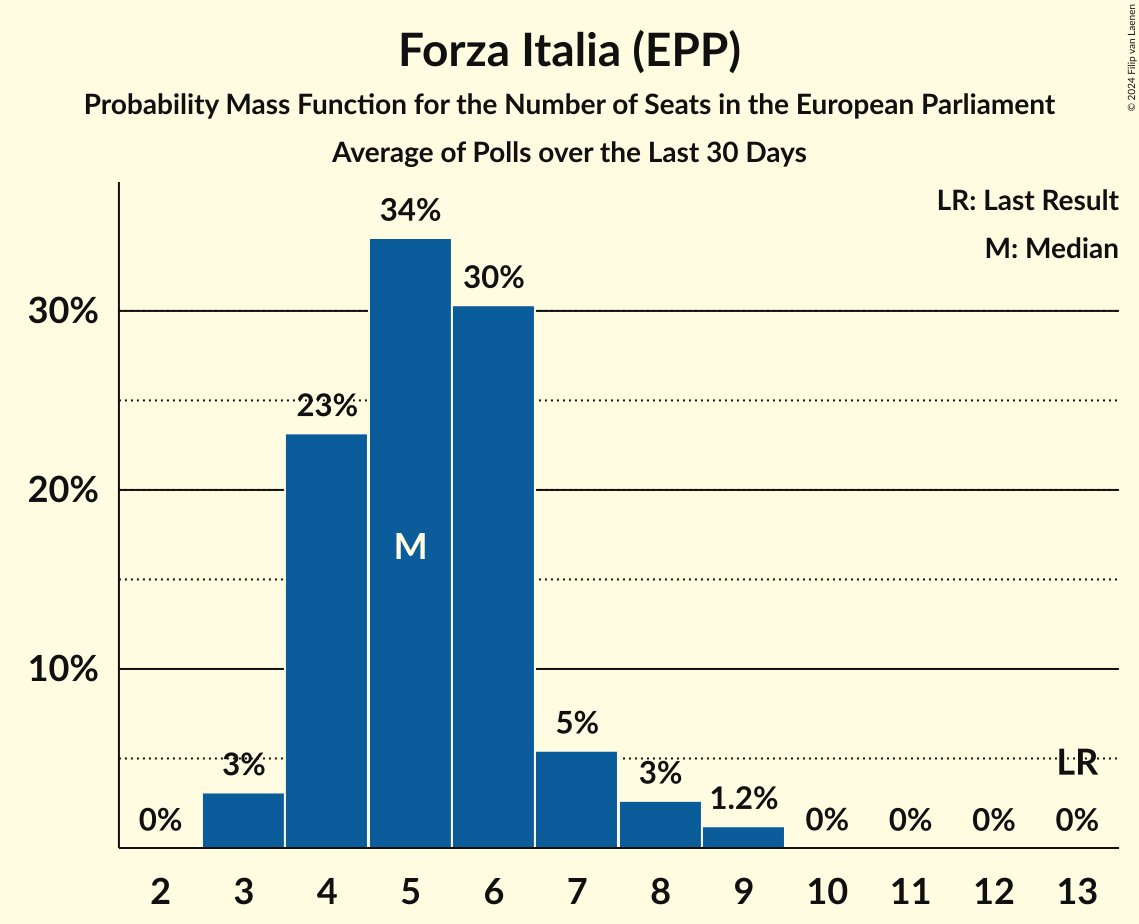 Forza Italia (EPP)
Probability Mass Function for the Number of Seats in the European Parliament
Average of Polls over the Last 30 Days
© 2024 Filip van Laenen
LR: Last Result
M: Median
34%
30%
30%
23%
20%
M
10%
5%
3%
3%
LR
1.2%
0%
0%
0%
0%
0%
2 3 4 5 6 7 8 9 10 11 12 13